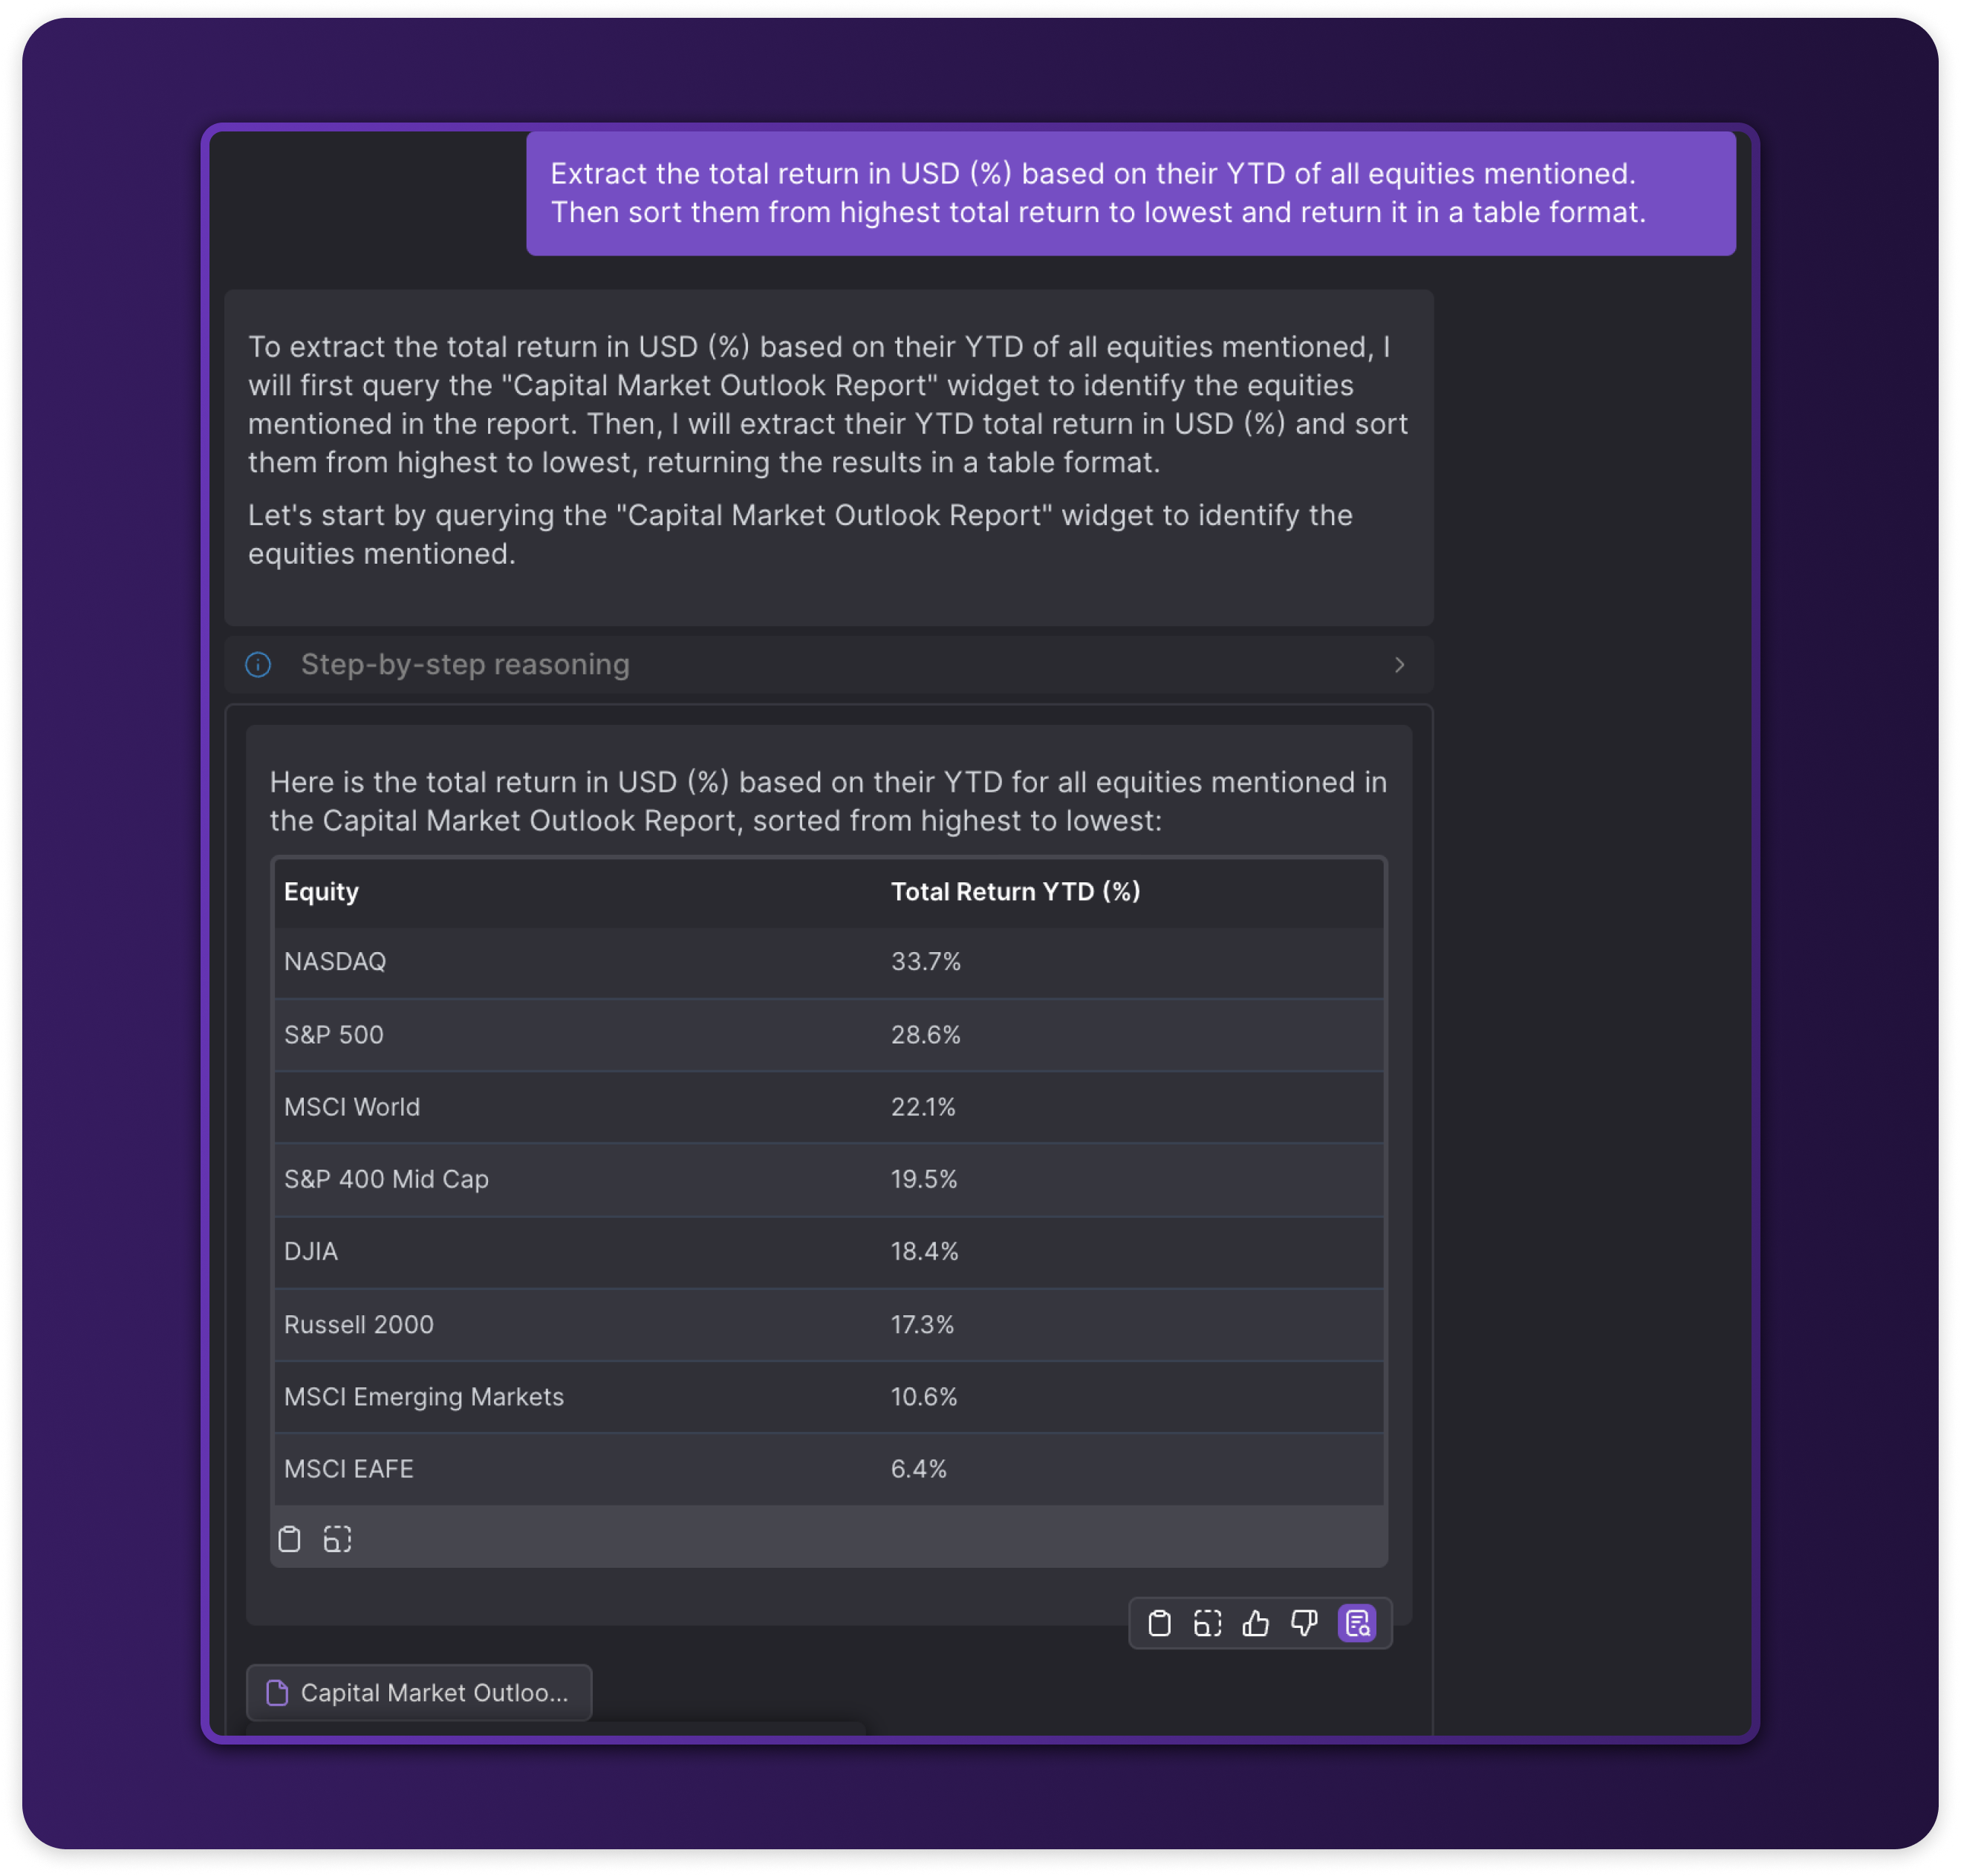 Extract the total return in USD (%) based on their YTD of all equities mentioned.
Then sort them from highest total return to lowest and return it in a table format.
To extract the total return in USD (%) based on their YTD of all equities mentioned, I
will first query the "Capital Market Outlook Report" widget to identify the equities
mentioned in the report. Then, I will extract their YTD total return in USD (%) and sort
them from highest to lowest, returning the results in a table format.
Let's start by querying the "Capital Market Outlook Report" widget to identify the
equities mentioned.
Step-by-step reasoning
Here is the total return in USD (%) based on their YTD for all equities mentioned in
the Capital Market Outlook Report, sorted from highest to lowest:
Equity Total Return YTD (%)
NASDAQ 33.7%
S&P 500 28.6%
MSCI World 22.1%
S&P 400 Mid Cap 19.5%
DJIA 18.4%
Russell 2000 17.3%
MSCI Emerging Markets 10.6%
MSCI EAFE 6.4%
Capital Market Outloo...